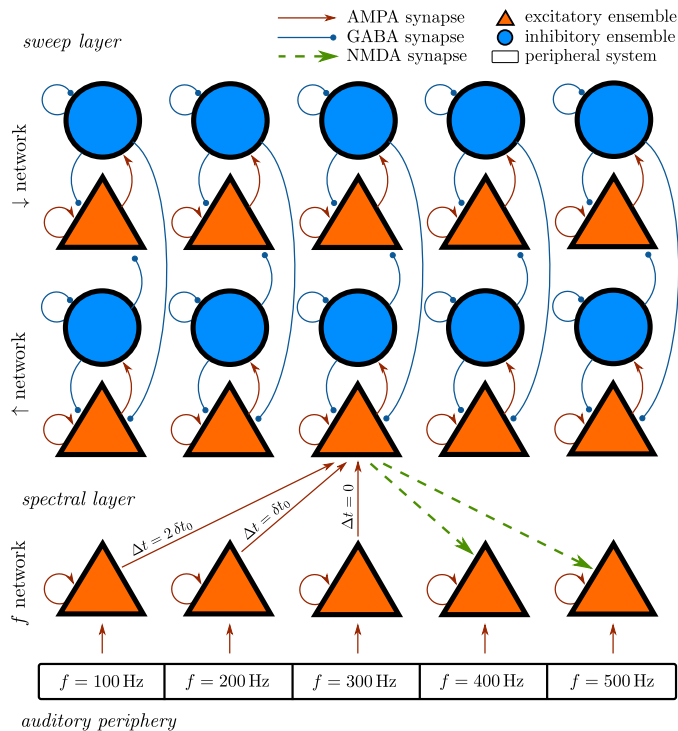 sweep layer
AMPA synapse
GABA synapse
NMDA synapse
excitatory ensemble
inhibitory ensemble
peripheral system
↓ network
↑ network
spectral layer
Δt = 2 δt₀
Δt = δt₀
Δt = 0
f network
f = 100 Hz
f = 200 Hz
f = 300 Hz
f = 400 Hz
f = 500 Hz
auditory periphery